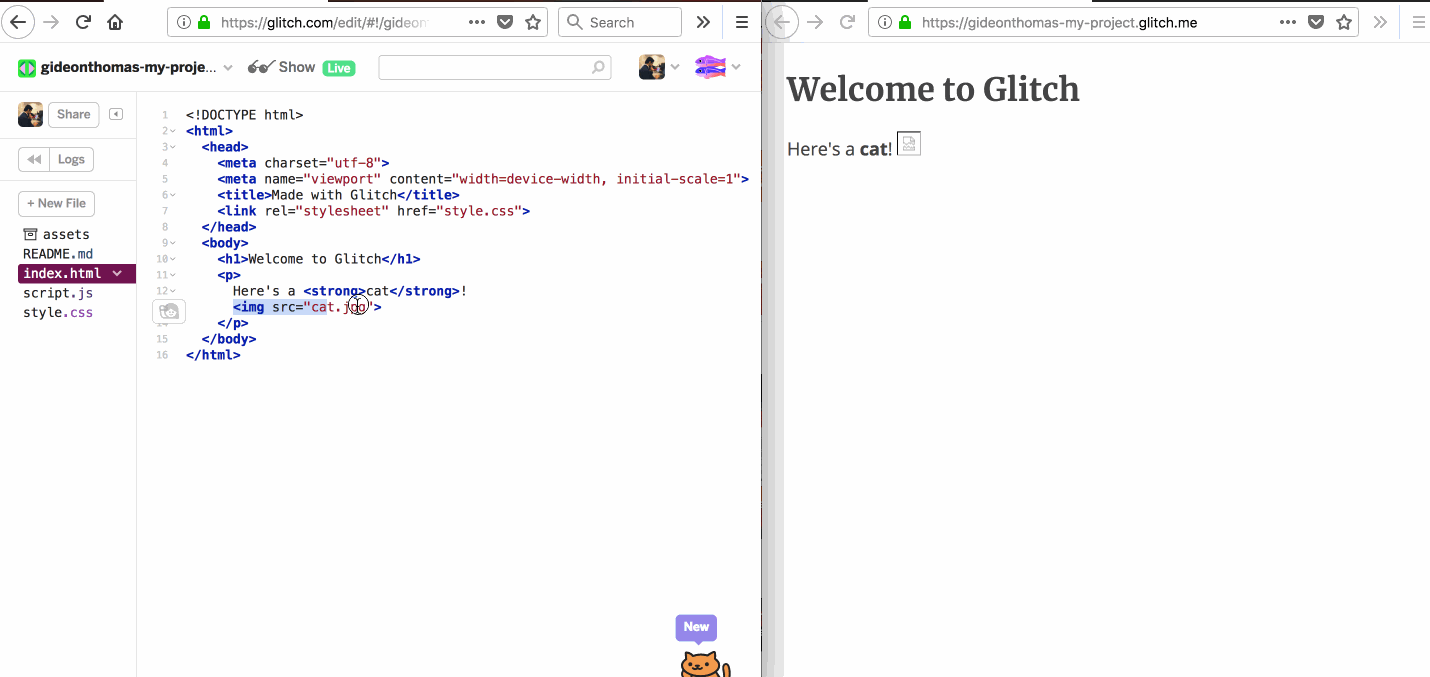 https://glitch.com/edit/#!/gideom
Search
https://gideonthomas-my-project.glitch.me
gideonthomas-my-proje...
Show
Live
Share
Logs
+ New File
assets
README.md
index.html
script.js
style.css
1 <!DOCTYPE html>
2 <html>
3 <head>
4 <meta charset="utf-8">
5 <meta name="viewport" content="width=device-width, initial-scale=1">
6 <title>Made with Glitch</title>
7 <link rel="stylesheet" href="style.css">
8 </head>
9 <body>
10 <h1>Welcome to Glitch</h1>
11 <p>
12 Here's a <strong>cat</strong>!
<img src="cat.jpg">
14 </p>
15 </body>
16 </html>
New
Welcome to Glitch
Here's a cat!